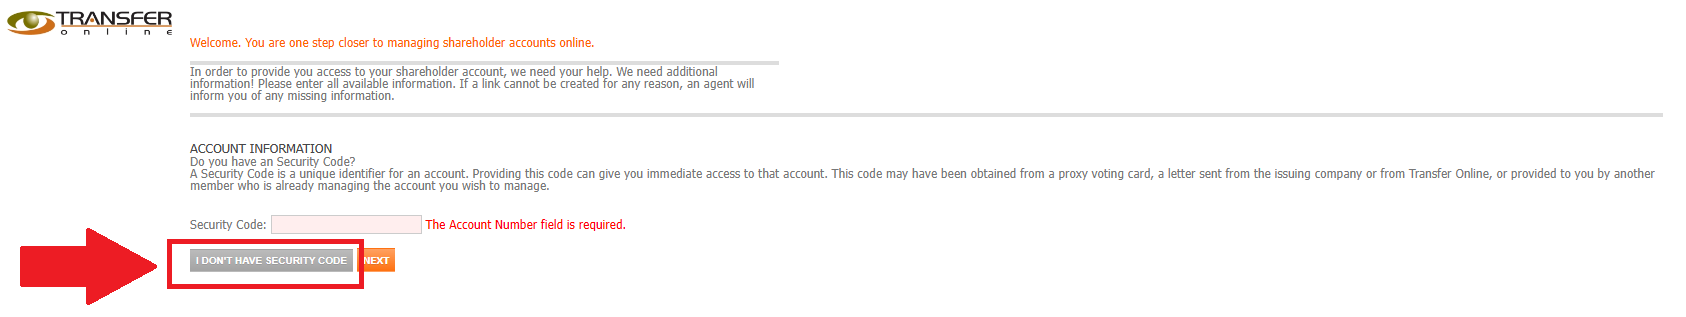 TRANSFER
online
Welcome. You are one step closer to managing shareholder accounts online.
In order to provide you access to your shareholder account, we need your help. We need additional
information! Please enter all available information. If a link cannot be created for any reason, an agent will
inform you of any missing information.
ACCOUNT INFORMATION
Do you have an Security Code?
A Security Code is a unique identifier for an account. Providing this code can give you immediate access to that account. This code may have been obtained from a proxy voting card, a letter sent from the issuing company or from Transfer Online, or provided to you by another
member who is already managing the account you wish to manage.
Security Code: The Account Number field is required.
I DON'T HAVE SECURITY CODE NEXT